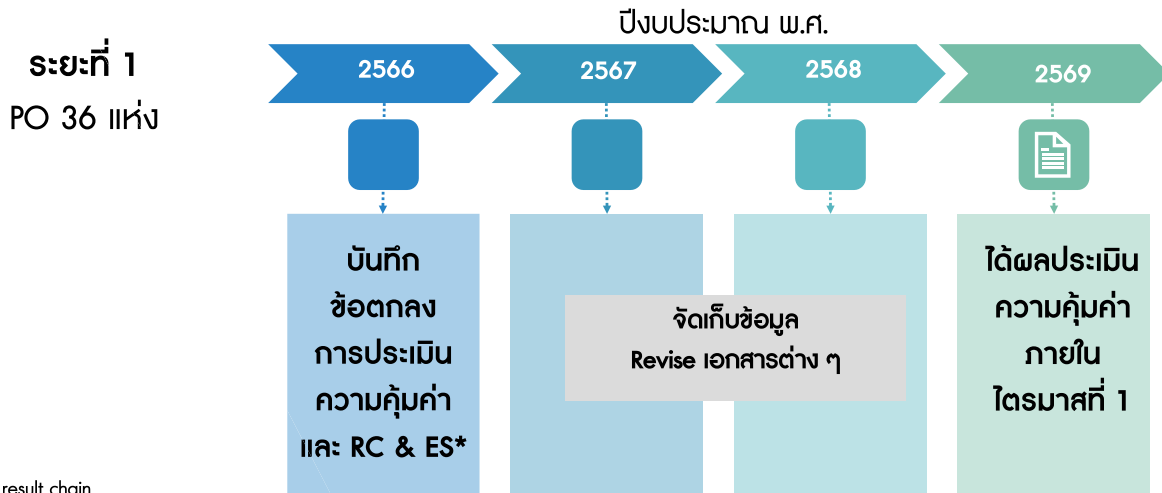 ปีงบประมาณ พ.ศ.
ระยะที่ 1
PO 36 แห่ง
2566
2567
2568
2569
บันทึก
ข้อตกลง
การประเมิน
ความคุ้มค่า
และ RC & ES*
จัดเก็บข้อมูล
Revise เอกสารต่าง ๆ
ได้ผลประเมิน
ความคุ้มค่า
ภายใน
ไตรมาสที่ 1
result chain